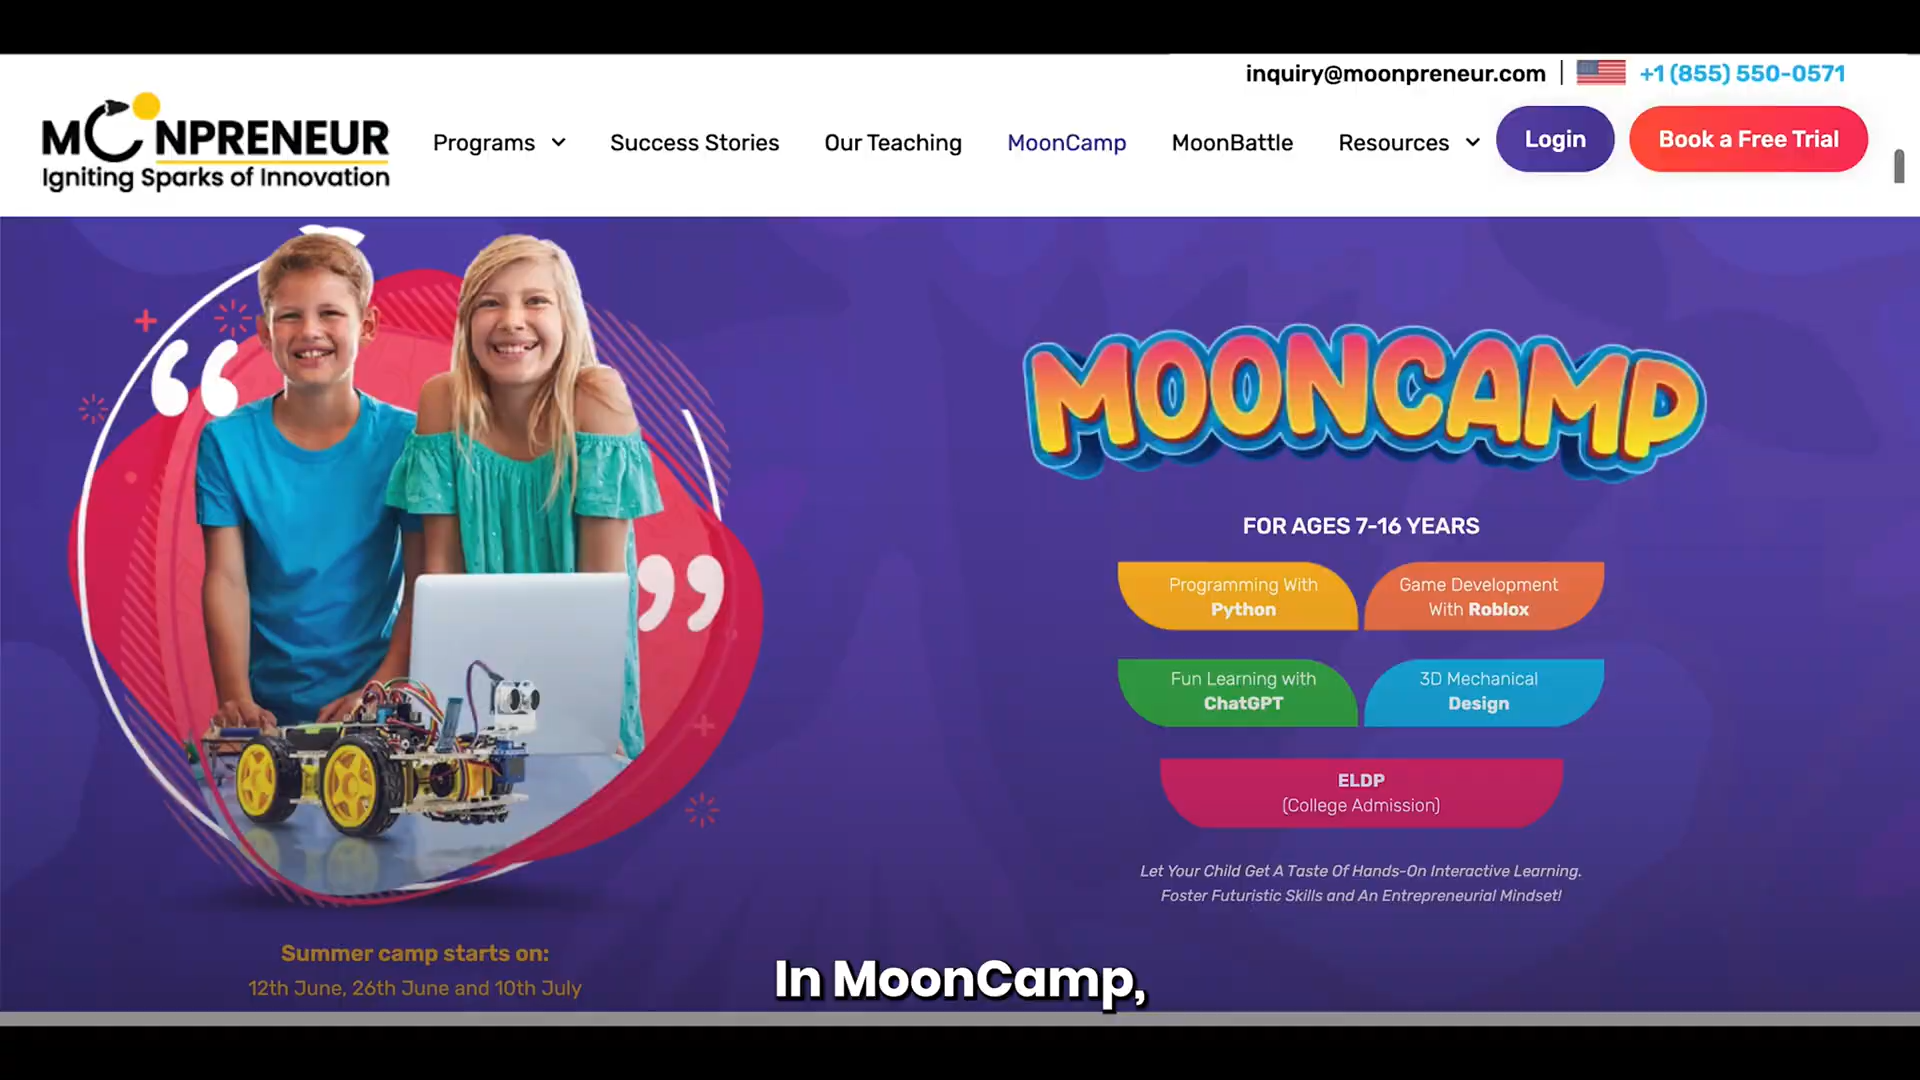 inquiry@moonpreneur.com | +1 (855) 550-0571
MOONPRENEUR
Igniting Sparks of Innovation
Programs Success Stories Our Teaching MoonCamp MoonBattle Resources Login Book a Free Trial
MOONCAMP
FOR AGES 7-16 YEARS
Programming With
Python
Game Development
With Roblox
Fun Learning with
ChatGPT
3D Mechanical
Design
ELDP
(College Admission)
Let Your Child Get A Taste Of Hands-On Interactive Learning.
Foster Futuristic Skills and An Entrepreneurial Mindset!
Summer camp starts on:
12th June, 26th June and 10th July
In MoonCamp,